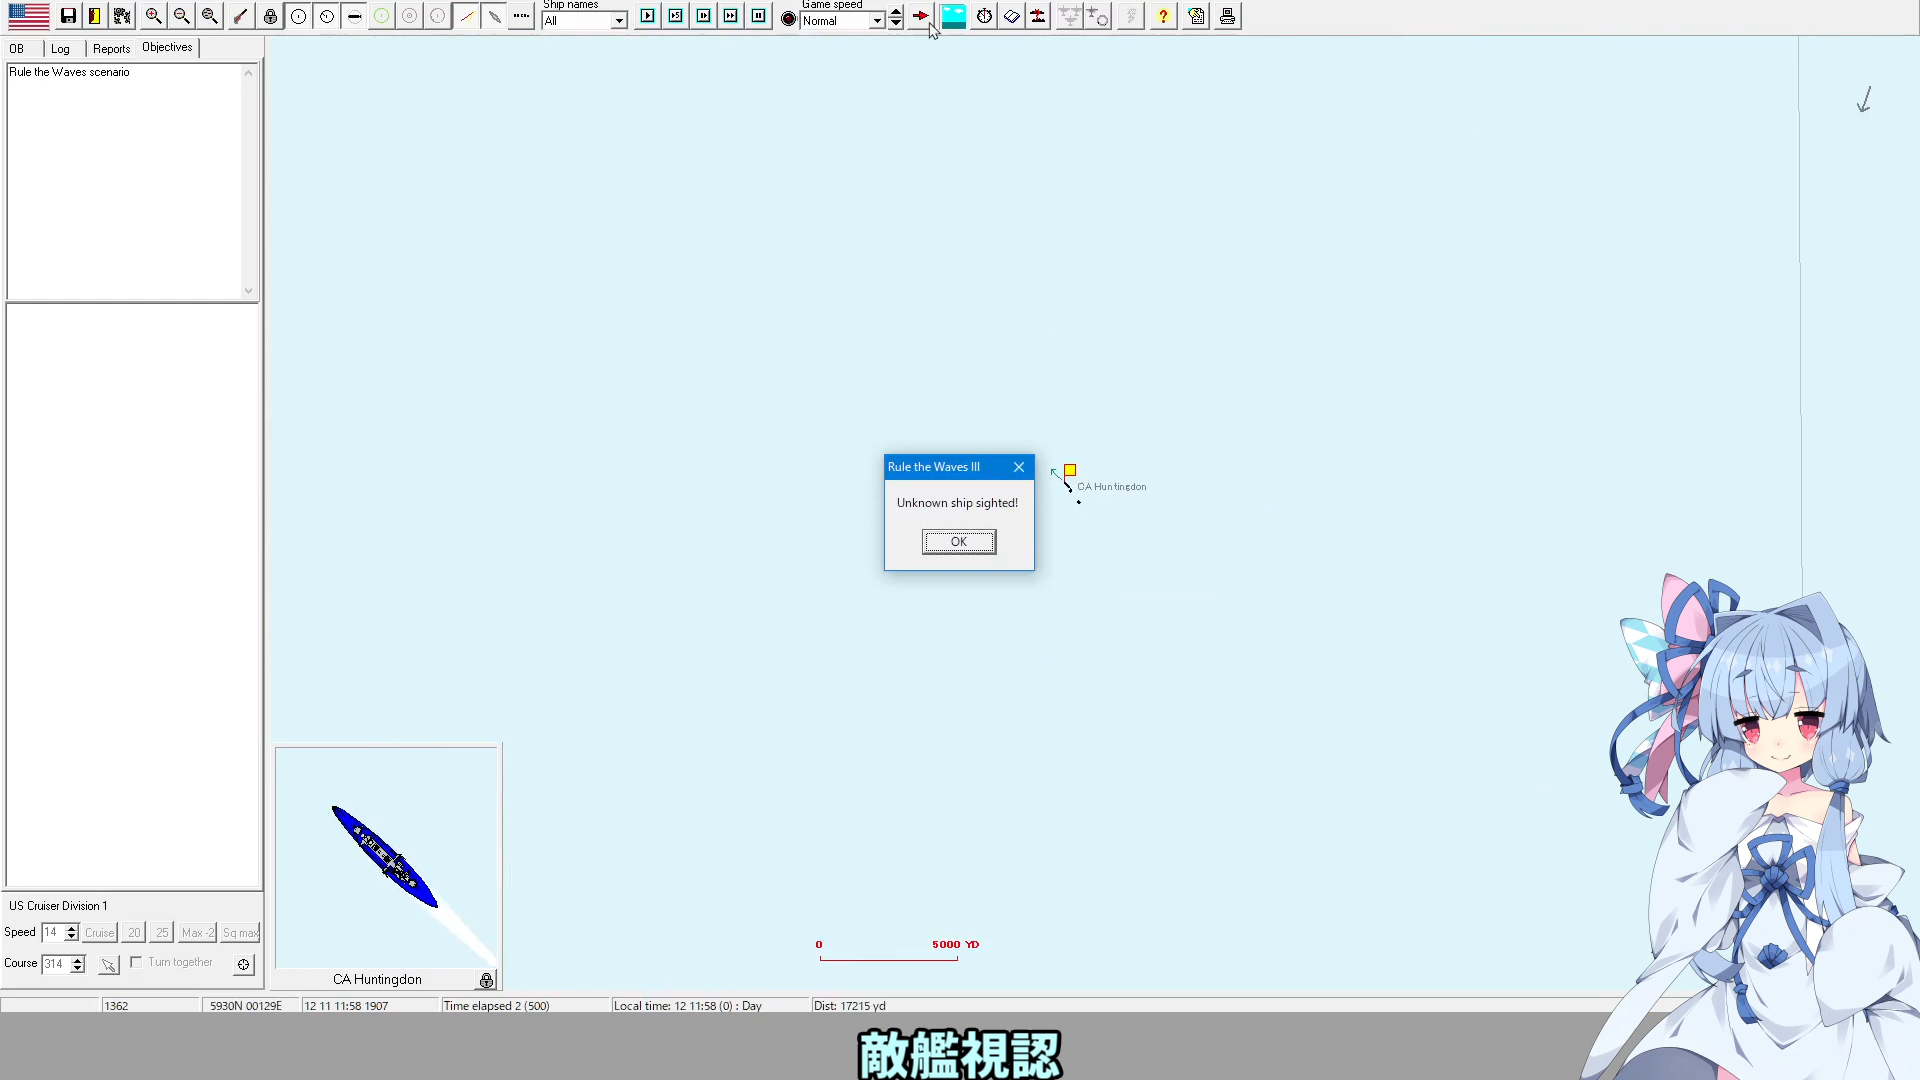 Ship names
Game speed
All
Normal
OB
Log
Reports
Objectives
Rule the Waves scenario
Rule the Waves III
Unknown ship sighted!
OK
CA Huntingdon
US Cruiser Division 1
Speed 14 Cruise 20 25 Max -2 Sq max
Course 314 Turn together
CA Huntingdon
0 5000 YD
1362
5930N 00129E
12 11 11:58 1907
Time elapsed 2 (500)
Local time: 12 11:58 (0) : Day
Dist: 17215 yd
敵艦視認